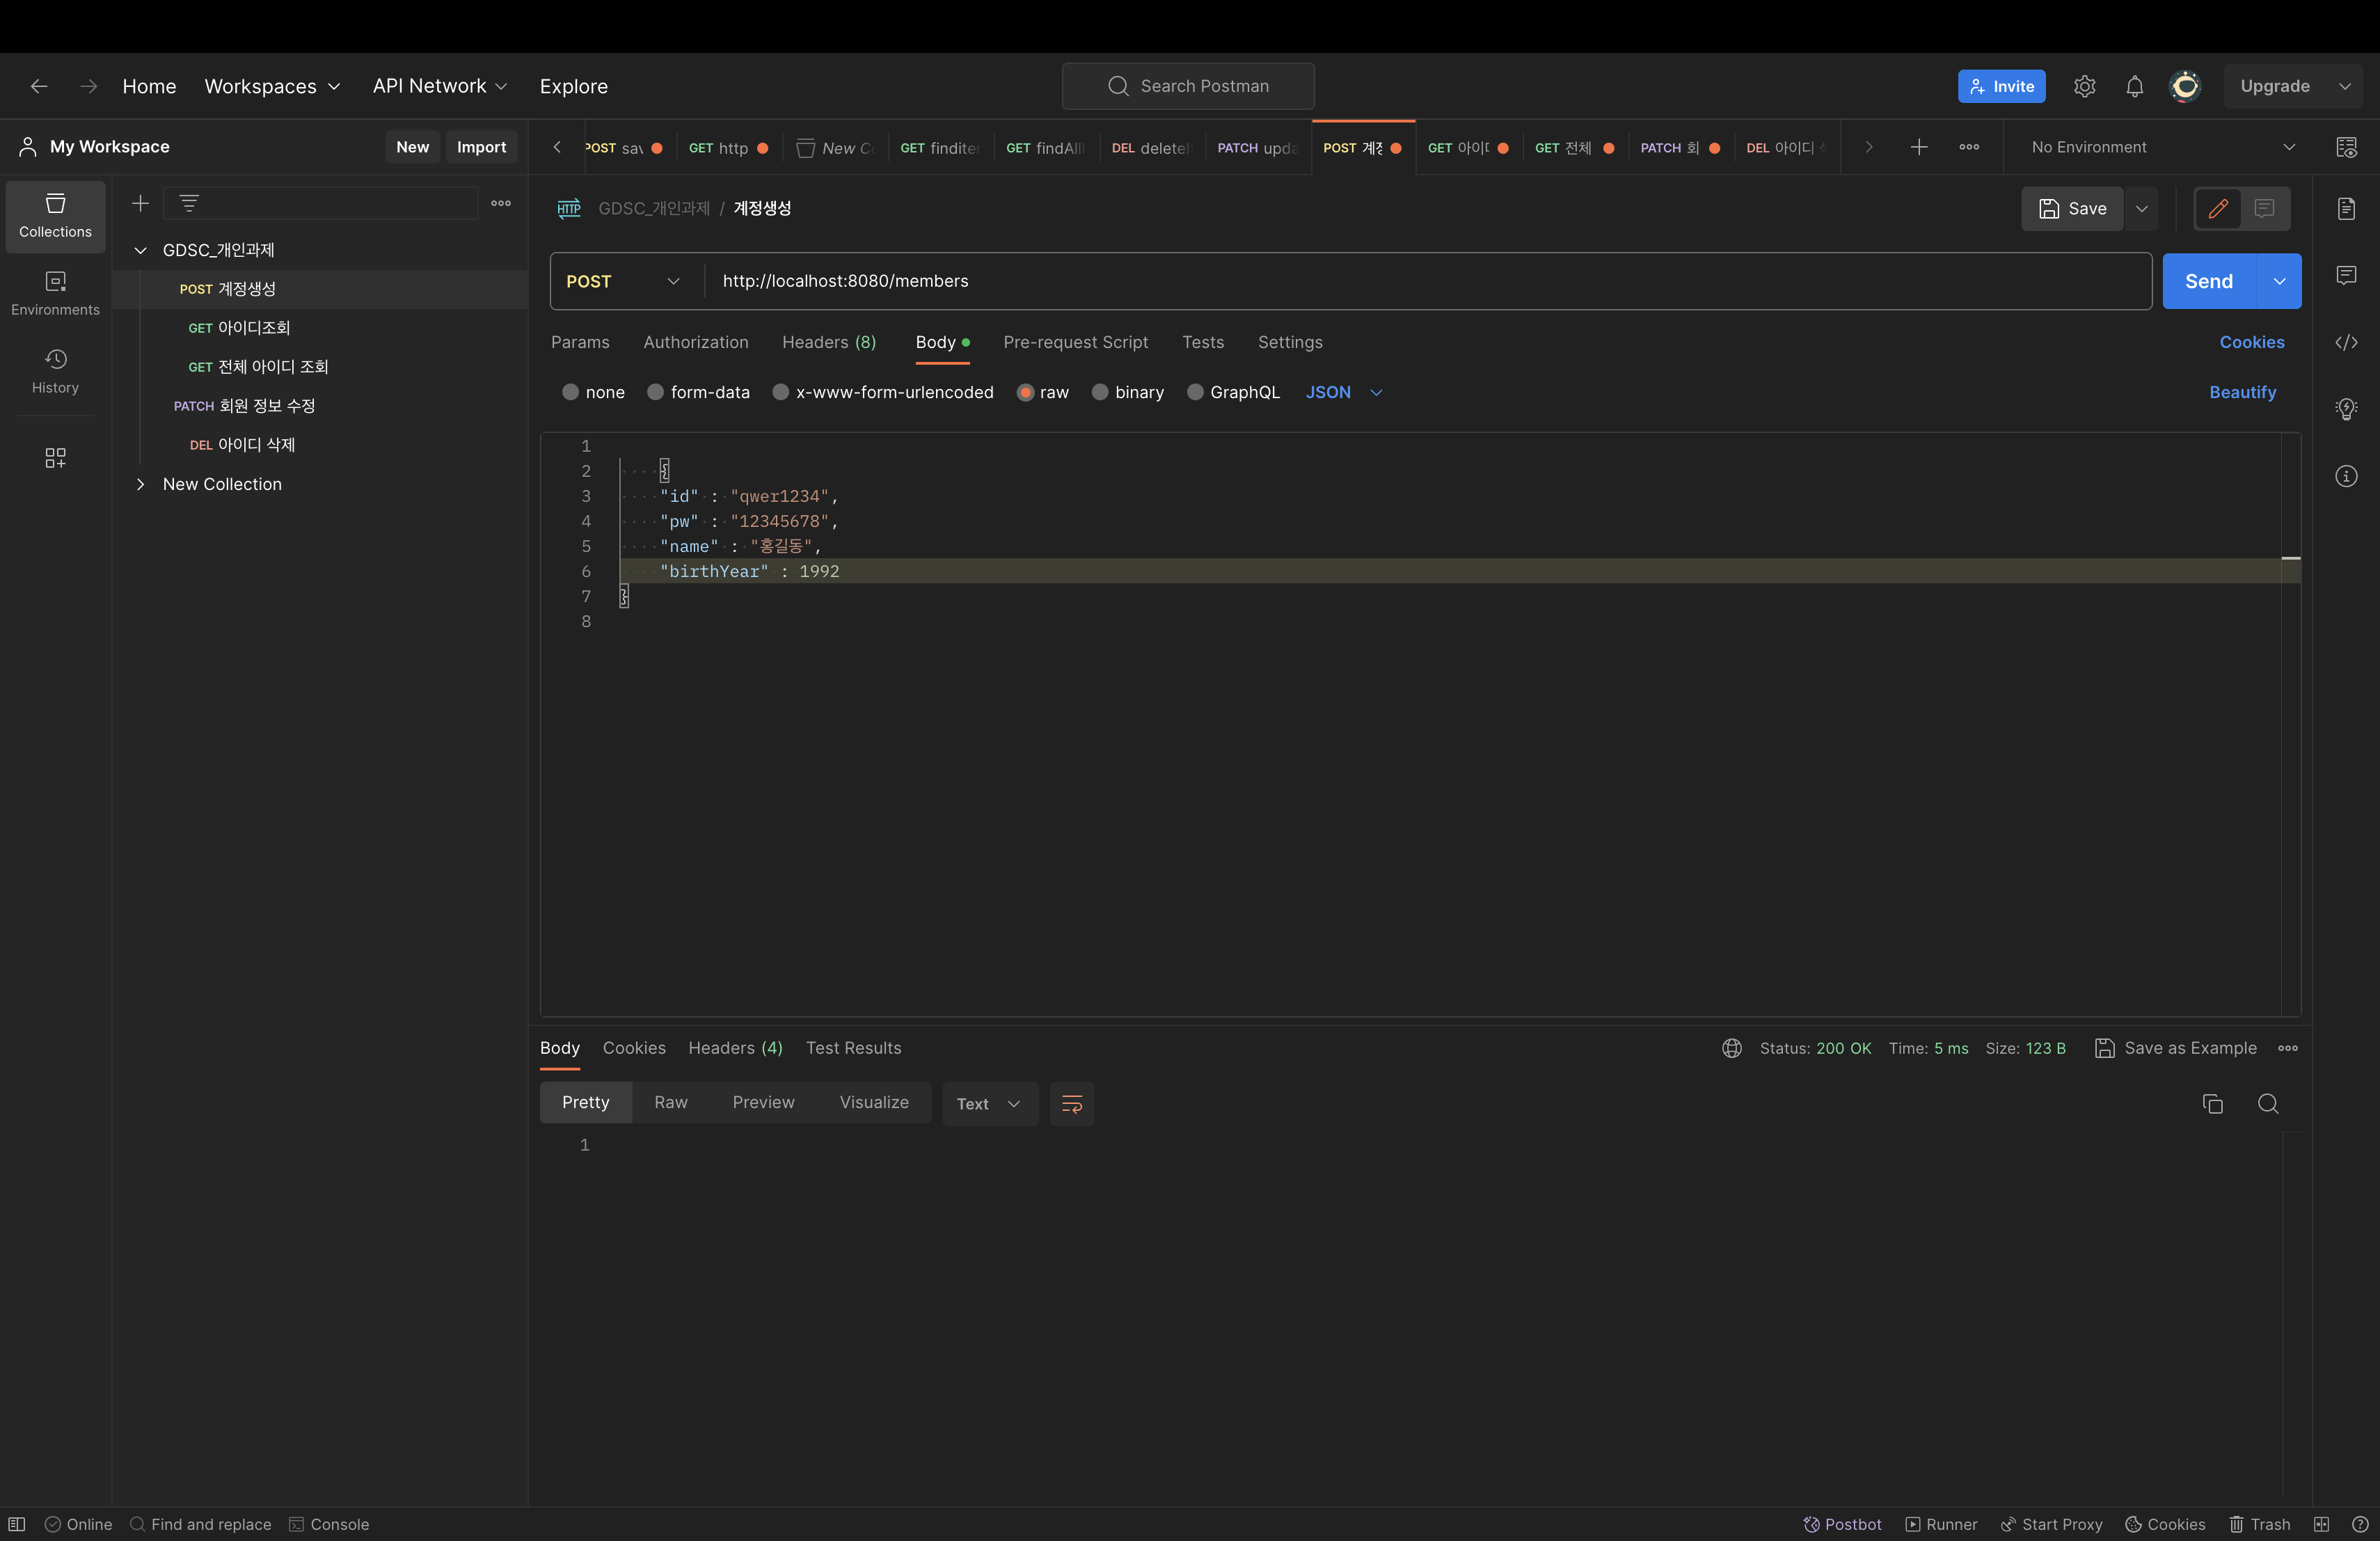 Home Workspaces API Network Explore Search Postman Invite Upgrade
My Workspace New Import
POST sav GET http New Co GET findite GET findAllI DEL delete POST 계정 GET 아이디 GET 전체 PATCH 회 DEL 아이디 No Environment
PATCH upda
Collections
Environments
History
GDSC_개인과제
POST 계정생성
GET 아이디조회
GET 전체 아이디 조회
PATCH 회원 정보 수정
DEL 아이디 삭제
New Collection
HTTP GDSC_개인과제 / 계정생성 Save
POST http://localhost:8080/members Send
Params Authorization Headers (8) Body Pre-request Script Tests Settings Cookies
none form-data x-www-form-urlencoded raw binary GraphQL JSON Beautify
1
2 {
3 "id" : "qwer1234",
4 "pw" : "12345678",
5 "name" : "홍길동",
6 "birthYear" : 1992
7 }
8
Body Cookies Headers (4) Test Results Status: 200 OK Time: 5 ms Size: 123 B Save as Example
Pretty Raw Preview Visualize Text
1
Online Find and replace Console Postbot Runner Start Proxy Cookies Trash